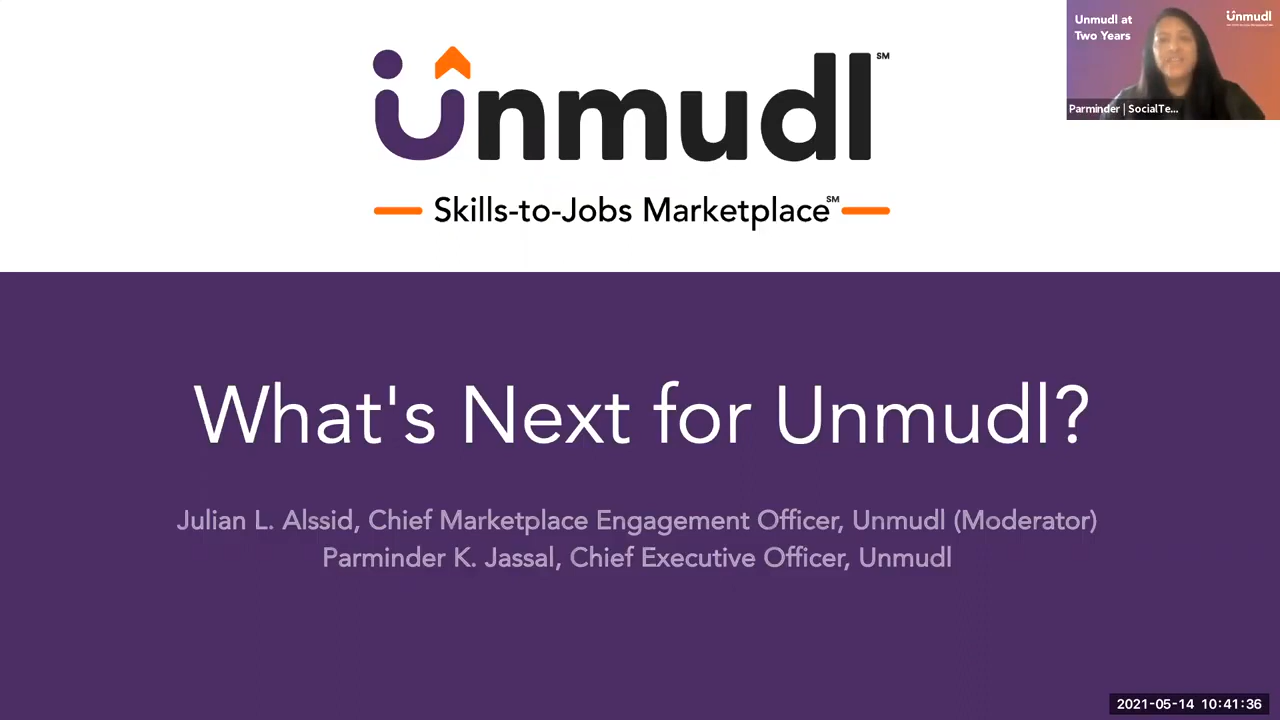 Unmudl℠
Skills-to-Jobs Marketplace℠
Unmudl at
Two Years
Unmudl
Parminder | SocialTe...
What's Next for Unmudl?
Julian L. Alssid, Chief Marketplace Engagement Officer, Unmudl (Moderator)
Parminder K. Jassal, Chief Executive Officer, Unmudl
2021-05-14 10:41:36